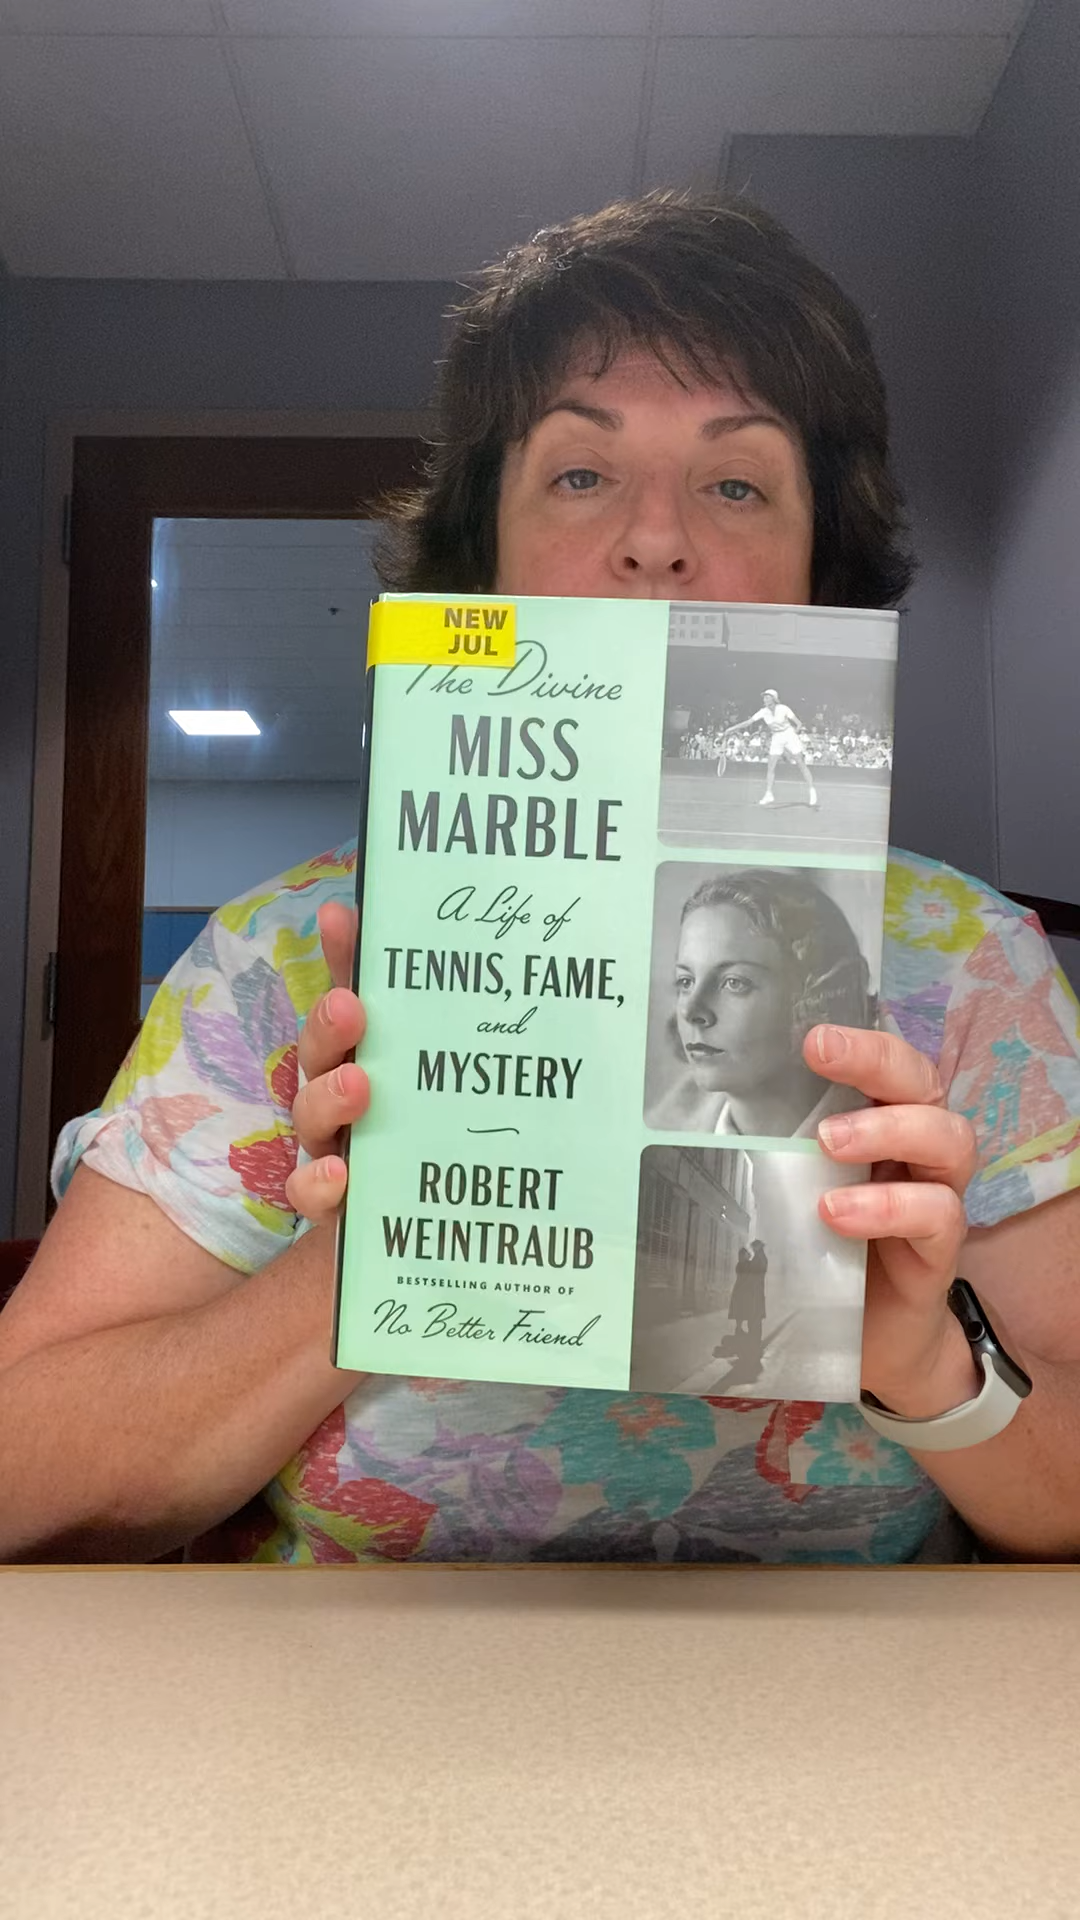 NEW
JUL
The Divine
MISS
MARBLE
A Life of
TENNIS, FAME,
and
MYSTERY
ROBERT
WEINTRAUB
BESTSELLING AUTHOR OF
No Better Friend